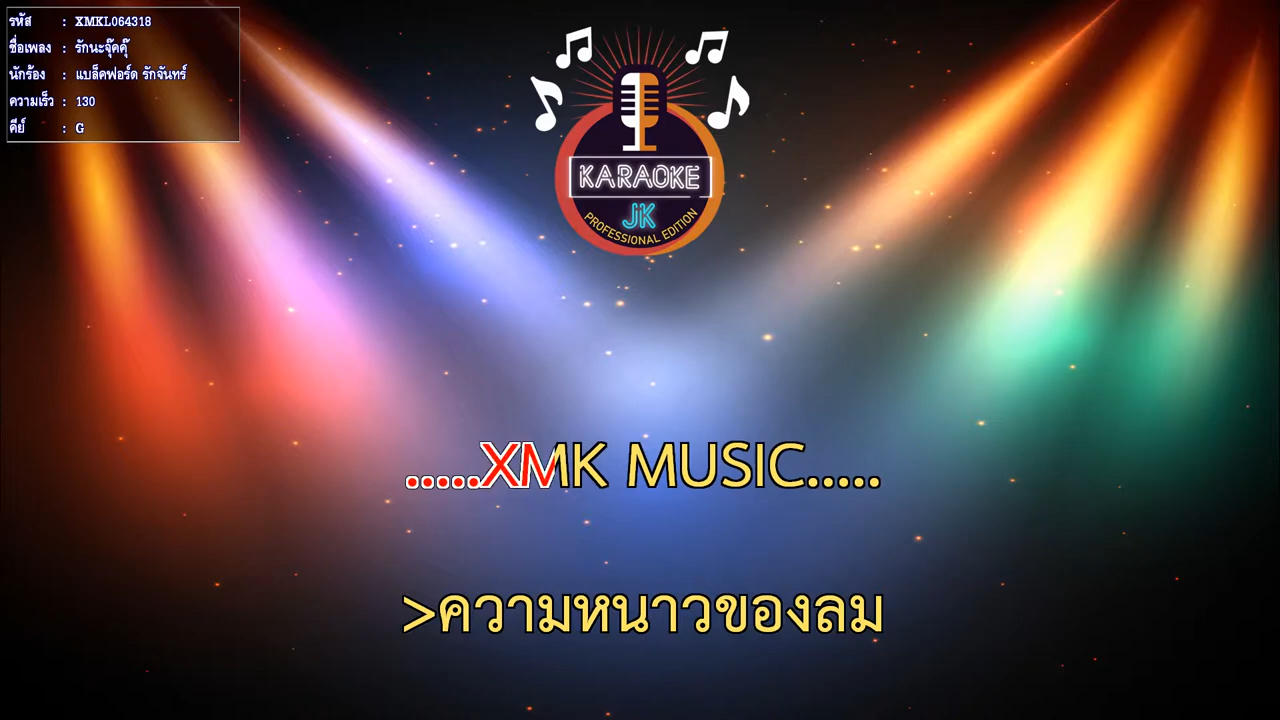 รหัส : XMKL064318
ชื่อเพลง : รักนะจุ๊คคุ๊
นักร้อง : แบล็คฟอร์ด รักจันทร์
ความเร็ว : 130
คีย์ : G
KARAOKE
JK
PROFESSIONAL EDITION
.....XMK MUSIC.....
>ความหนาวของลม